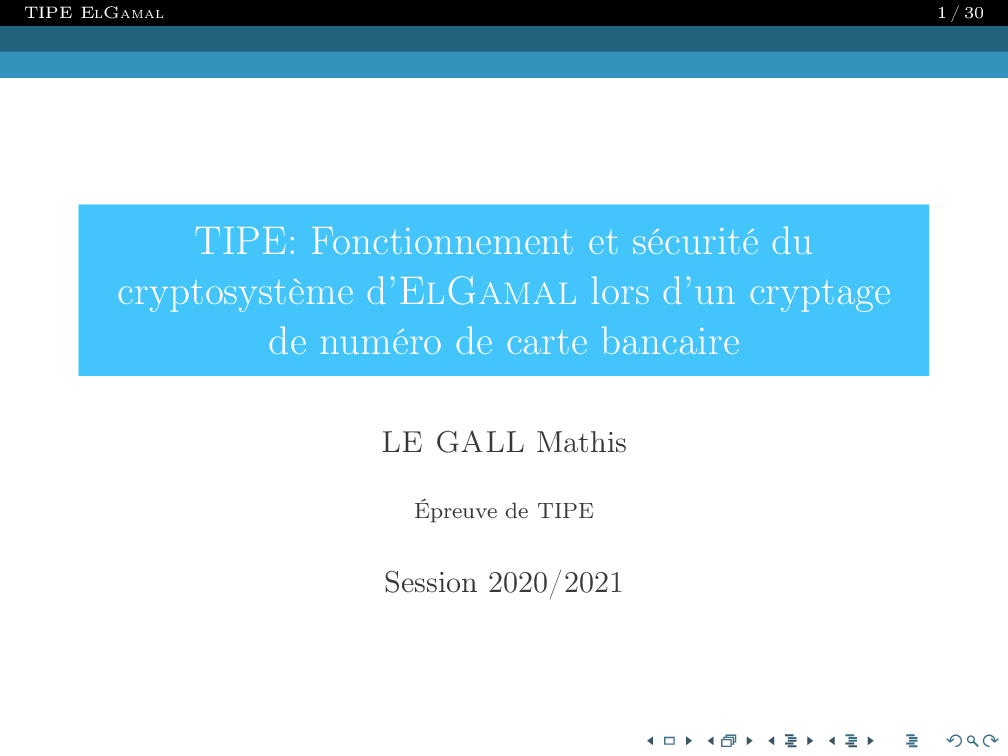 TIPE ELGAMAL 1 / 30
TIPE: Fonctionnement et sécurité du
cryptosystème d'ELGAMAL lors d'un cryptage
de numéro de carte bancaire
LE GALL Mathis
Épreuve de TIPE
Session 2020/2021